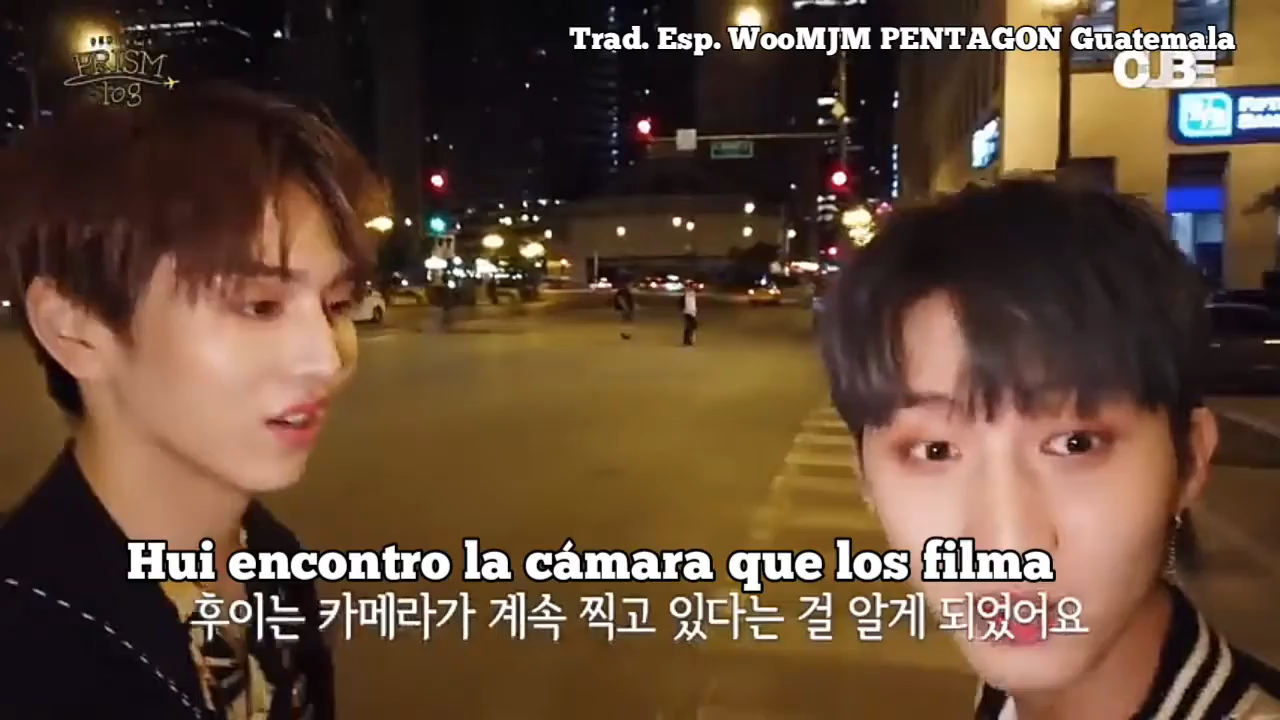 Trad. Esp. WooMJM PENTAGON Guatemala
PRISM
log
CUBE
Hui encontro la cámara que los filma
후이는 카메라가 계속 찍고 있다는 걸 알게 되었어요